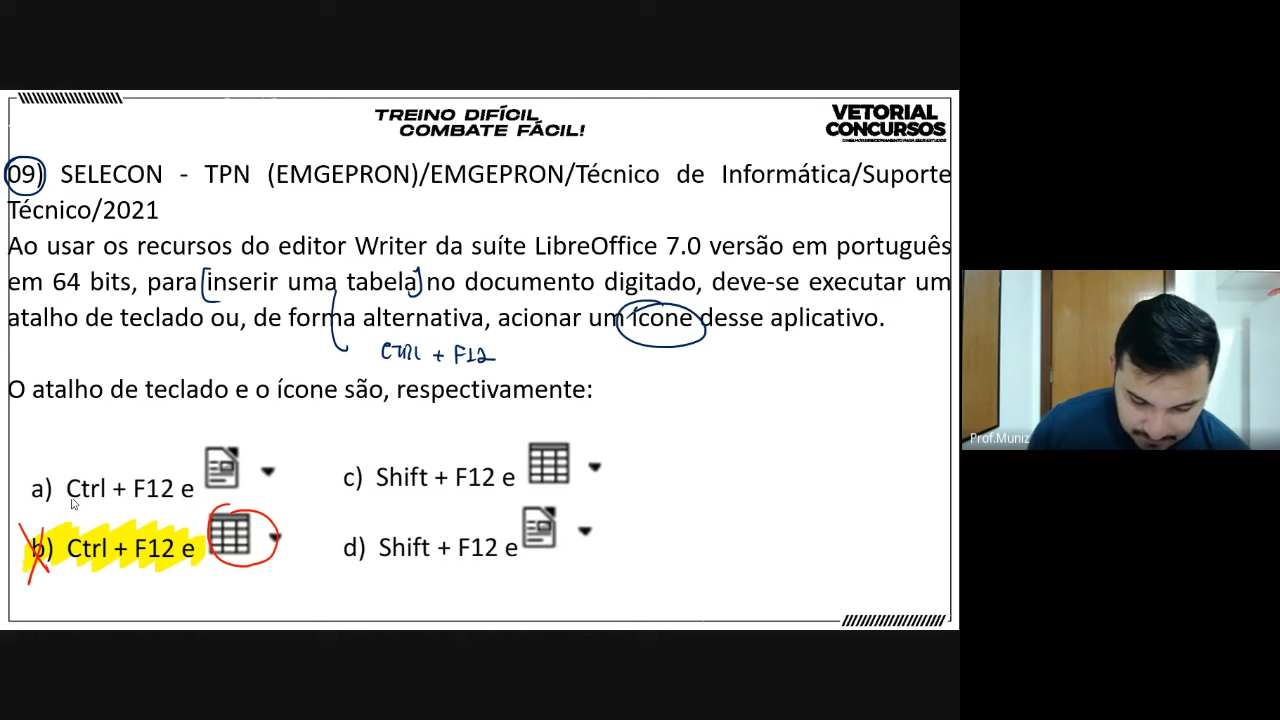 TREINO DIFÍCIL
COMBATE FÁCIL!
VETORIAL
CONCURSOS
09) SELECON - TPN (EMGEPRON)/EMGEPRON/Técnico de Informática/Suporte
Técnico/2021
Ao usar os recursos do editor Writer da suíte LibreOffice 7.0 versão em português
em 64 bits, para inserir uma tabela no documento digitado, deve-se executar um
atalho de teclado ou, de forma alternativa, acionar um ícone desse aplicativo.
CTRL + F12
O atalho de teclado e o ícone são, respectivamente:
a) Ctrl + F12 e
b) Ctrl + F12 e
c) Shift + F12 e
d) Shift + F12 e
Prof.Muniz